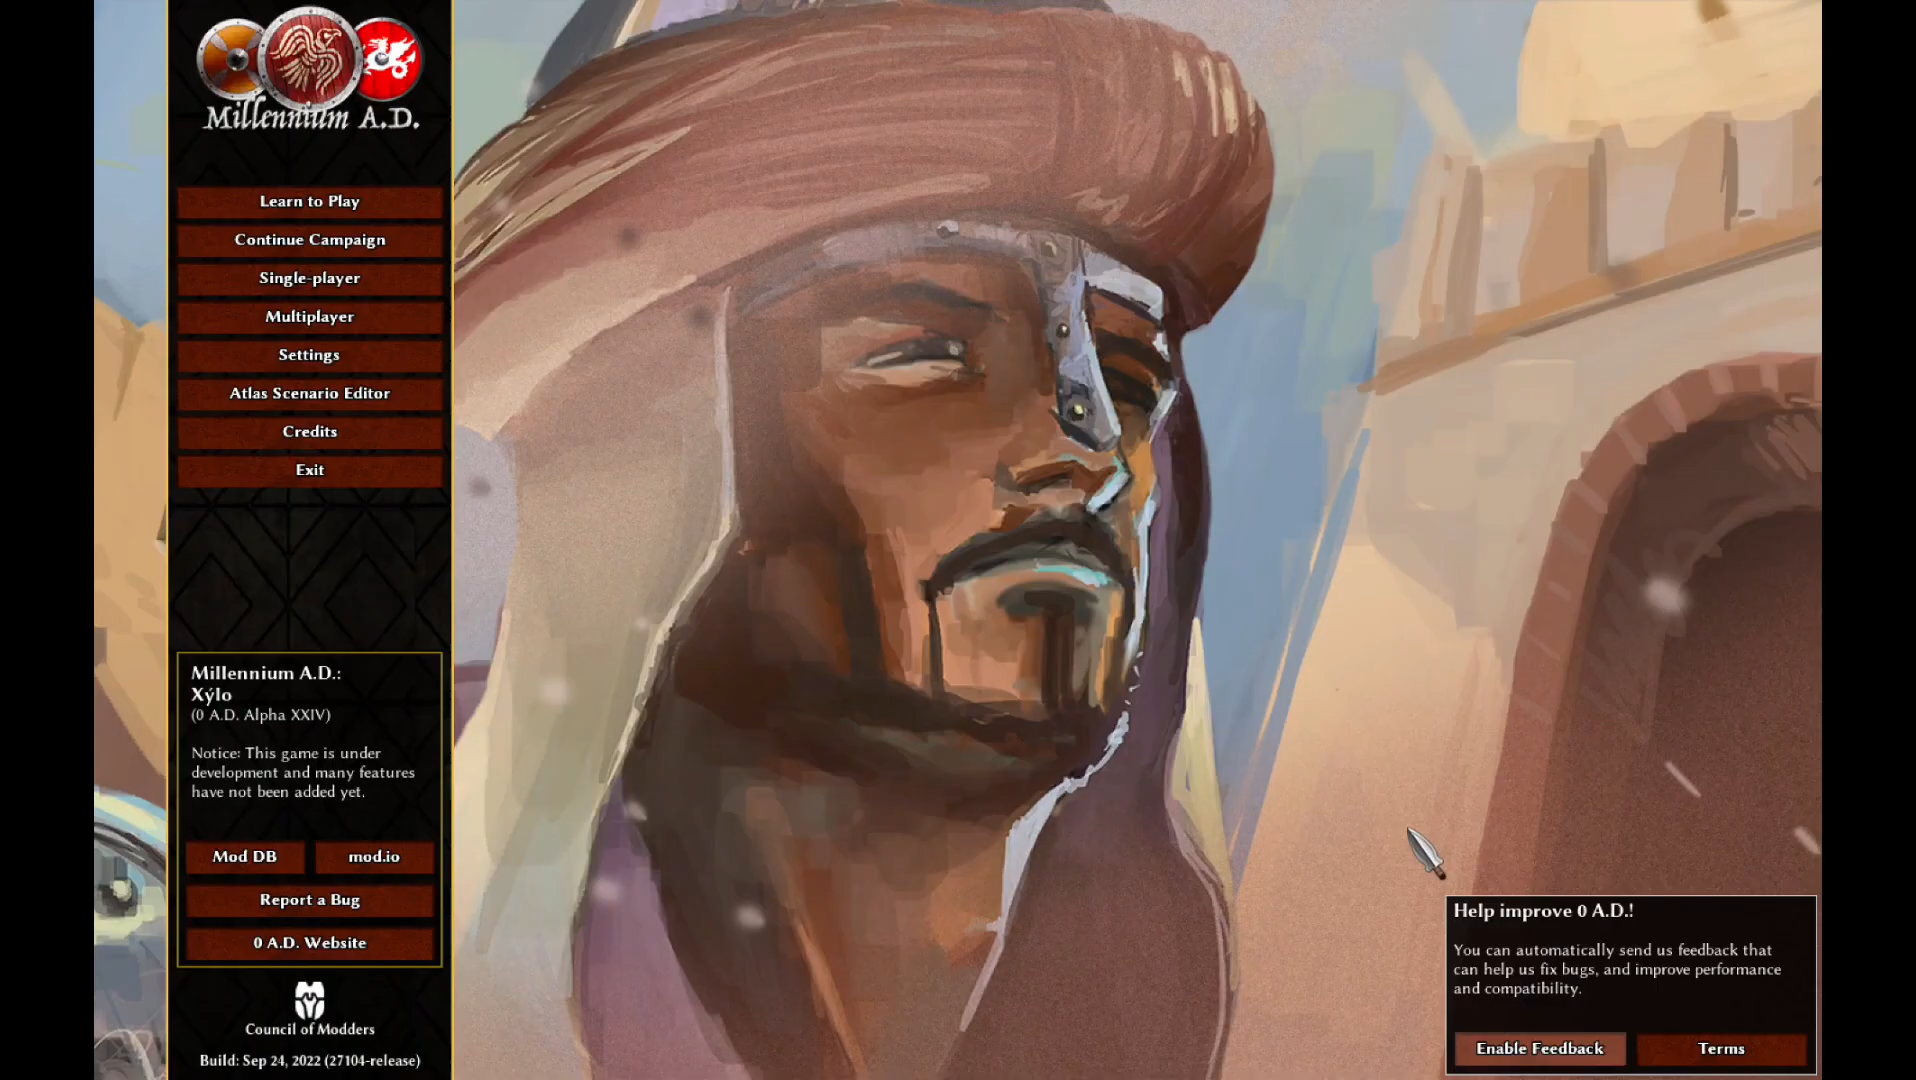 Millennium A.D.
Learn to Play
Continue Campaign
Single-player
Multiplayer
Settings
Atlas Scenario Editor
Credits
Exit
Millennium A.D.:
Xýlo
(0 A.D. Alpha XXIV)
Notice: This game is under
development and many features
have not been added yet.
Mod DB
mod.io
Report a Bug
0 A.D. Website
Council of Modders
Build: Sep 24, 2022 (27104-release)
Help improve 0 A.D.!
You can automatically send us feedback that
can help us fix bugs, and improve performance
and compatibility.
Enable Feedback
Terms